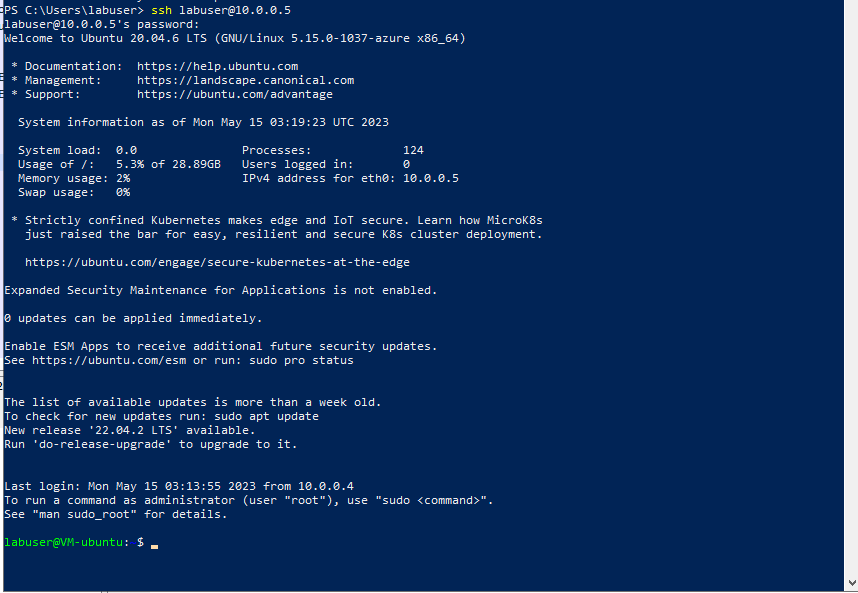 PS C:\Users\labuser> ssh labuser@10.0.0.5
labuser@10.0.0.5's password:
Welcome to Ubuntu 20.04.6 LTS (GNU/Linux 5.15.0-1037-azure x86_64)
* Documentation:  https://help.ubuntu.com
* Management:     https://landscape.canonical.com
* Support:        https://ubuntu.com/advantage
System information as of Mon May 15 03:19:23 UTC 2023
System load:  0.0               Processes:             124
Usage of /:   5.3% of 28.89GB   Users logged in:       0
Memory usage: 2%                IPv4 address for eth0: 10.0.0.5
Swap usage:   0%
* Strictly confined Kubernetes makes edge and IoT secure. Learn how MicroK8s
just raised the bar for easy, resilient and secure K8s cluster deployment.
https://ubuntu.com/engage/secure-kubernetes-at-the-edge
Expanded Security Maintenance for Applications is not enabled.
0 updates can be applied immediately.
Enable ESM Apps to receive additional future security updates.
See https://ubuntu.com/esm or run: sudo pro status
The list of available updates is more than a week old.
To check for new updates run: sudo apt update
New release '22.04.2 LTS' available.
Run 'do-release-upgrade' to upgrade to it.
Last login: Mon May 15 03:13:55 2023 from 10.0.0.4
To run a command as administrator (user "root"), use "sudo <command>".
See "man sudo_root" for details.
labuser@VM-ubuntu: $